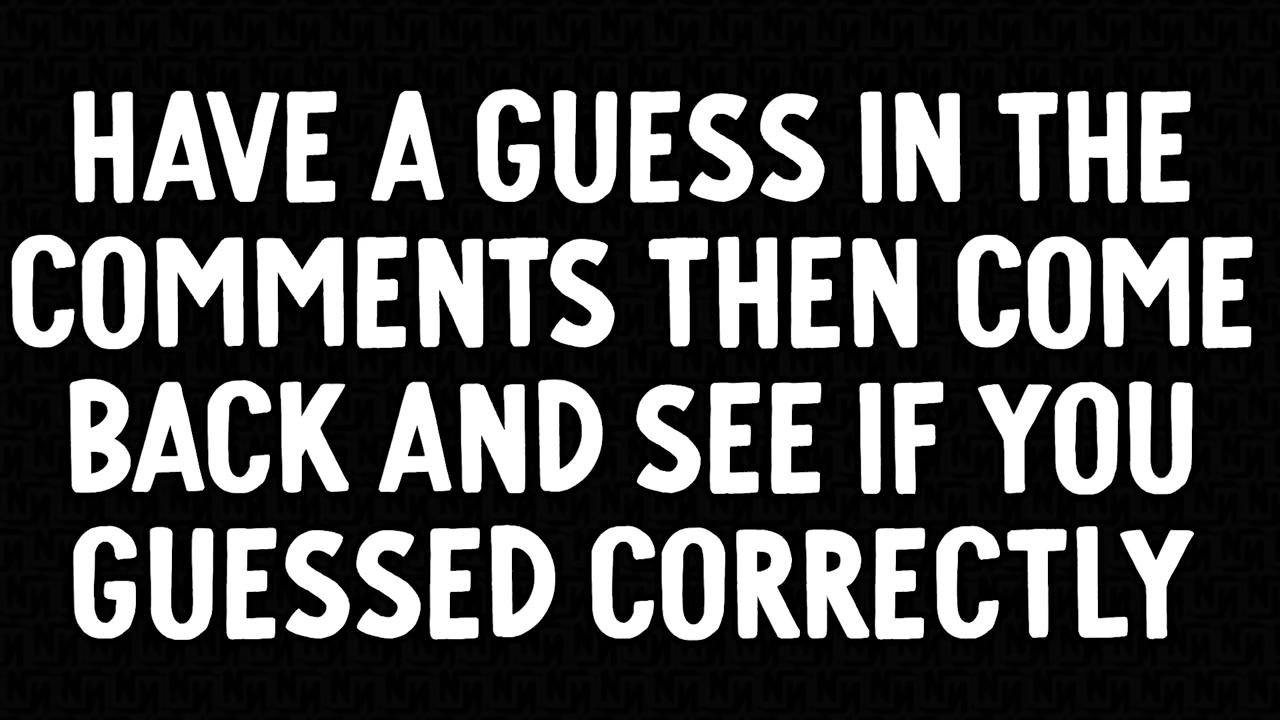 HAVE A GUESS IN THE
COMMENTS THEN COME
BACK AND SEE IF YOU
GUESSED CORRECTLY